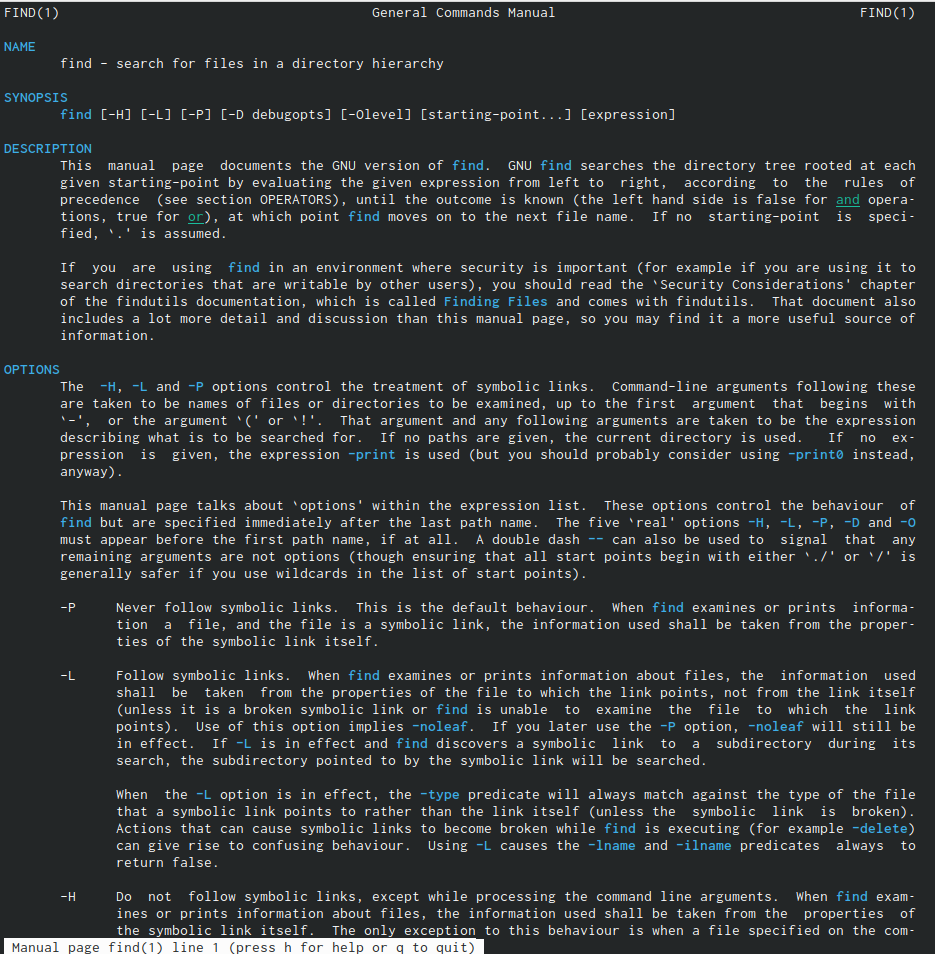 FIND(1) General Commands Manual FIND(1)
NAME
find - search for files in a directory hierarchy
SYNOPSIS
find [-H] [-L] [-P] [-D debugopts] [-Olevel] [starting-point...] [expression]
DESCRIPTION
This manual page documents the GNU version of find. GNU find searches the directory tree rooted at each
given starting-point by evaluating the given expression from left to right, according to the rules of
precedence (see section OPERATORS), until the outcome is known (the left hand side is false for and opera-
tions, true for or), at which point find moves on to the next file name. If no starting-point is speci-
fied, `.' is assumed.
If you are using find in an environment where security is important (for example if you are using it to
search directories that are writable by other users), you should read the `Security Considerations' chapter
of the findutils documentation, which is called Finding Files and comes with findutils. That document also
includes a lot more detail and discussion than this manual page, so you may find it a more useful source of
information.
OPTIONS
The -H, -L and -P options control the treatment of symbolic links. Command-line arguments following these
are taken to be names of files or directories to be examined, up to the first argument that begins with
`-', or the argument `(' or `!'. That argument and any following arguments are taken to be the expression
describing what is to be searched for. If no paths are given, the current directory is used. If no ex-
pression is given, the expression -print is used (but you should probably consider using -print0 instead,
anyway).
This manual page talks about `options' within the expression list. These options control the behaviour of
find but are specified immediately after the last path name. The five `real' options -H, -L, -P, -D and -O
must appear before the first path name, if at all. A double dash -- can also be used to signal that any
remaining arguments are not options (though ensuring that all start points begin with either `./' or `/' is
generally safer if you use wildcards in the list of start points).
-P Never follow symbolic links. This is the default behaviour. When find examines or prints informa-
tion a file, and the file is a symbolic link, the information used shall be taken from the proper-
ties of the symbolic link itself.
-L Follow symbolic links. When find examines or prints information about files, the information used
shall be taken from the properties of the file to which the link points, not from the link itself
(unless it is a broken symbolic link or find is unable to examine the file to which the link
points). Use of this option implies -noleaf. If you later use the -P option, -noleaf will still be
in effect. If -L is in effect and find discovers a symbolic link to a subdirectory during its
search, the subdirectory pointed to by the symbolic link will be searched.
When the -L option is in effect, the -type predicate will always match against the type of the file
that a symbolic link points to rather than the link itself (unless the symbolic link is broken).
Actions that can cause symbolic links to become broken while find is executing (for example -delete)
can give rise to confusing behaviour. Using -L causes the -lname and -ilname predicates always to
return false.
-H Do not follow symbolic links, except while processing the command line arguments. When find exam-
ines or prints information about files, the information used shall be taken from the properties of
the symbolic link itself. The only exception to this behaviour is when a file specified on the com-
Manual page find(1) line 1 (press h for help or q to quit)